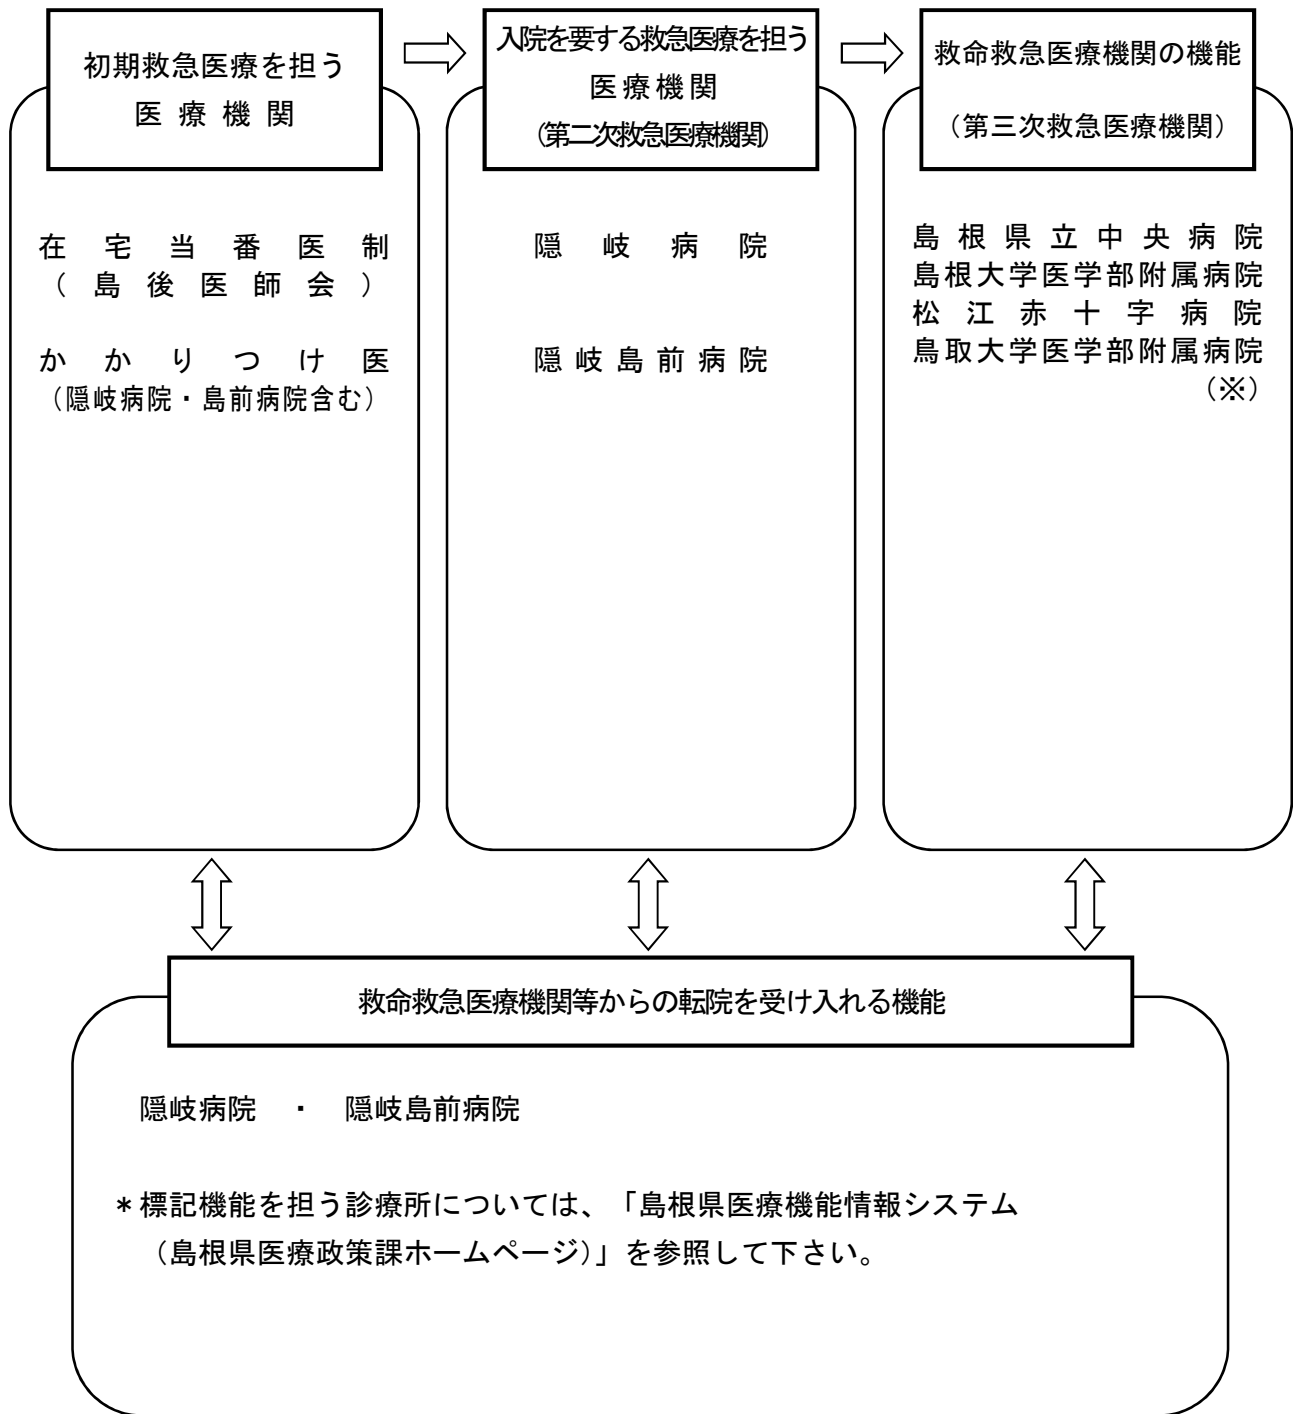 初期救急医療を担う
医療機関
在宅当番医制
（島後医師会）
かかりつけ医
（隠岐病院・島前病院含む）
入院を要する救急医療を担う
医療機関
（第二次救急医療機関）
隠岐病院
隠岐島前病院
救命救急医療機関の機能
（第三次救急医療機関）
島根県立中央病院
島根大学医学部附属病院
松江赤十字病院
鳥取大学医学部附属病院
（※）
救命救急医療機関等からの転院を受け入れる機能
隠岐病院　・　隠岐島前病院
＊標記機能を担う診療所については、「島根県医療機能情報システム
（島根県医療政策課ホームページ）」を参照して下さい。